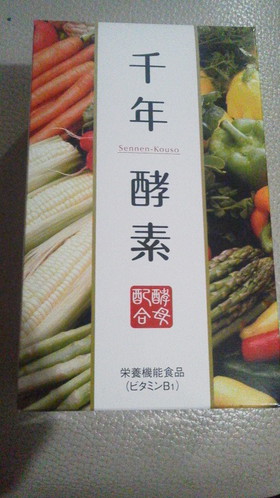 千年
Sennen-Kouso
酵素
酵母
配合
栄養機能食品
(ビタミンB1)